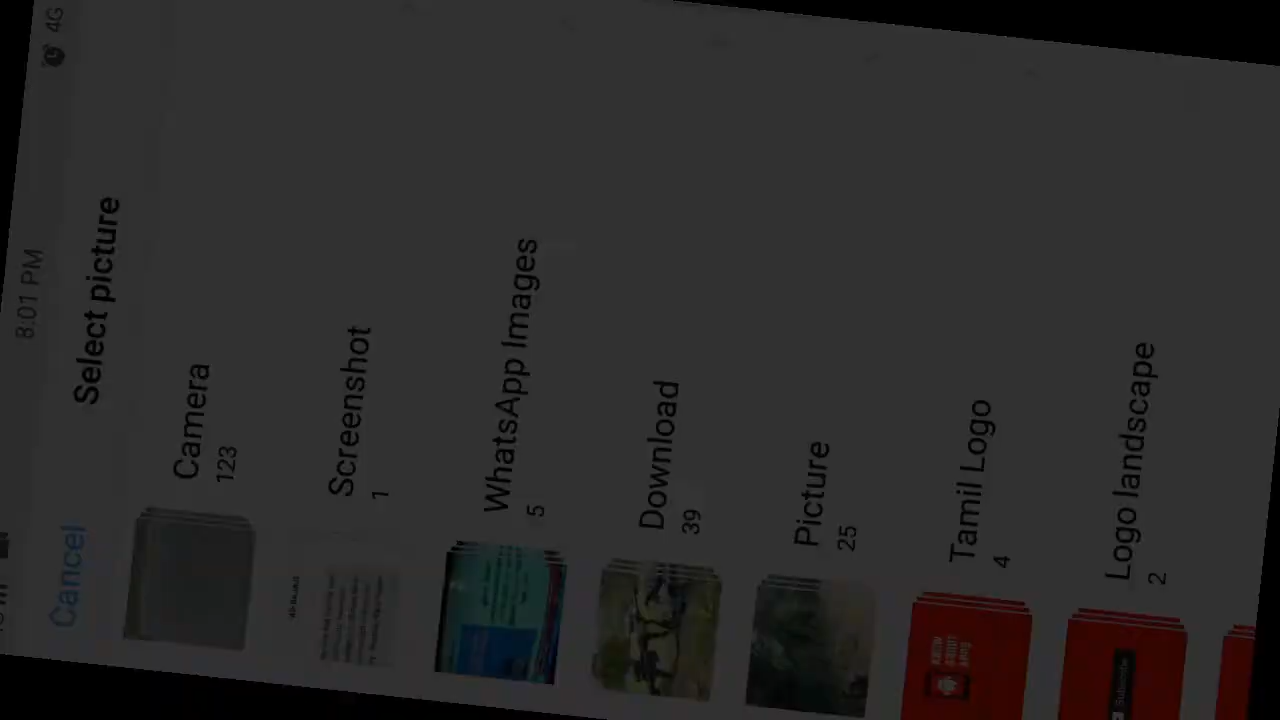 4G
8:01 PM
Cancel
Select picture
Camera
123
Screenshot
1
WhatsApp Images
5
Download
39
Picture
25
Tamil Logo
4
Logo landscape
2
Subscribe